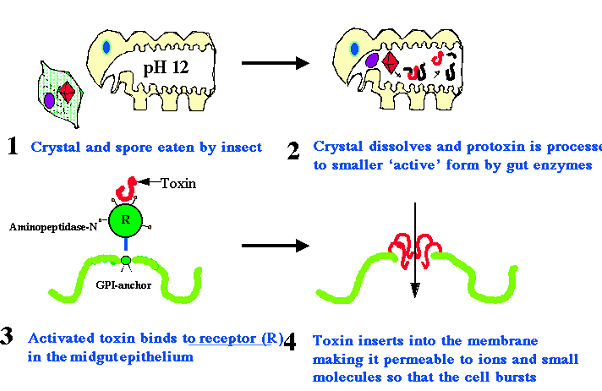 pH 12
1 Crystal and spore eaten by insect
2 Crystal dissolves and protoxin is processe
to smaller ‘active’ form by gut enzymes
Toxin
R
Aminopeptidase-N
GPI-anchor
3 Activated toxin binds to receptor (R)
in the midgut epithelium
4 Toxin inserts into the membrane
making it permeable to ions and small
molecules so that the cell bursts